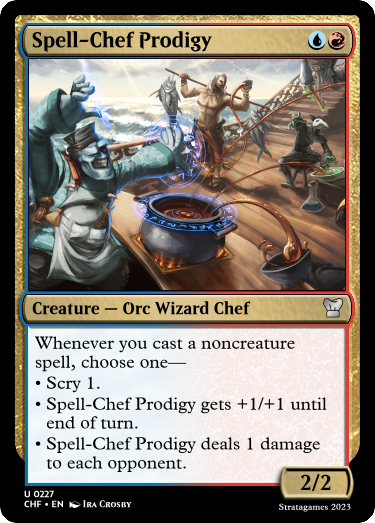 Spell-Chef Prodigy
Creature — Orc Wizard Chef
Whenever you cast a noncreature
spell, choose one—
• Scry 1.
• Spell-Chef Prodigy gets +1/+1 until
end of turn.
• Spell-Chef Prodigy deals 1 damage
to each opponent.
2/2
U 0227
CHF • EN Ira Crosby
Stratagames 2023